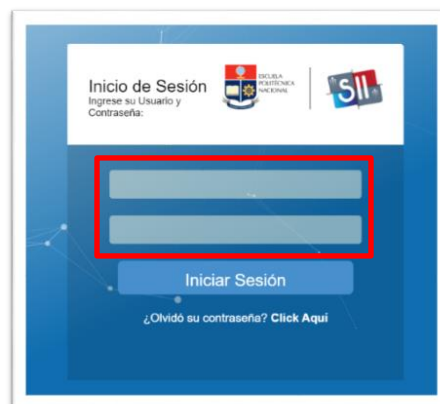 Inicio de Sesión
Ingrese su Usuario y
Contraseña:
ESCUELA
POLITÉCNICA
NACIONAL
SII
Iniciar Sesión
¿Olvidó su contraseña? Click Aquí